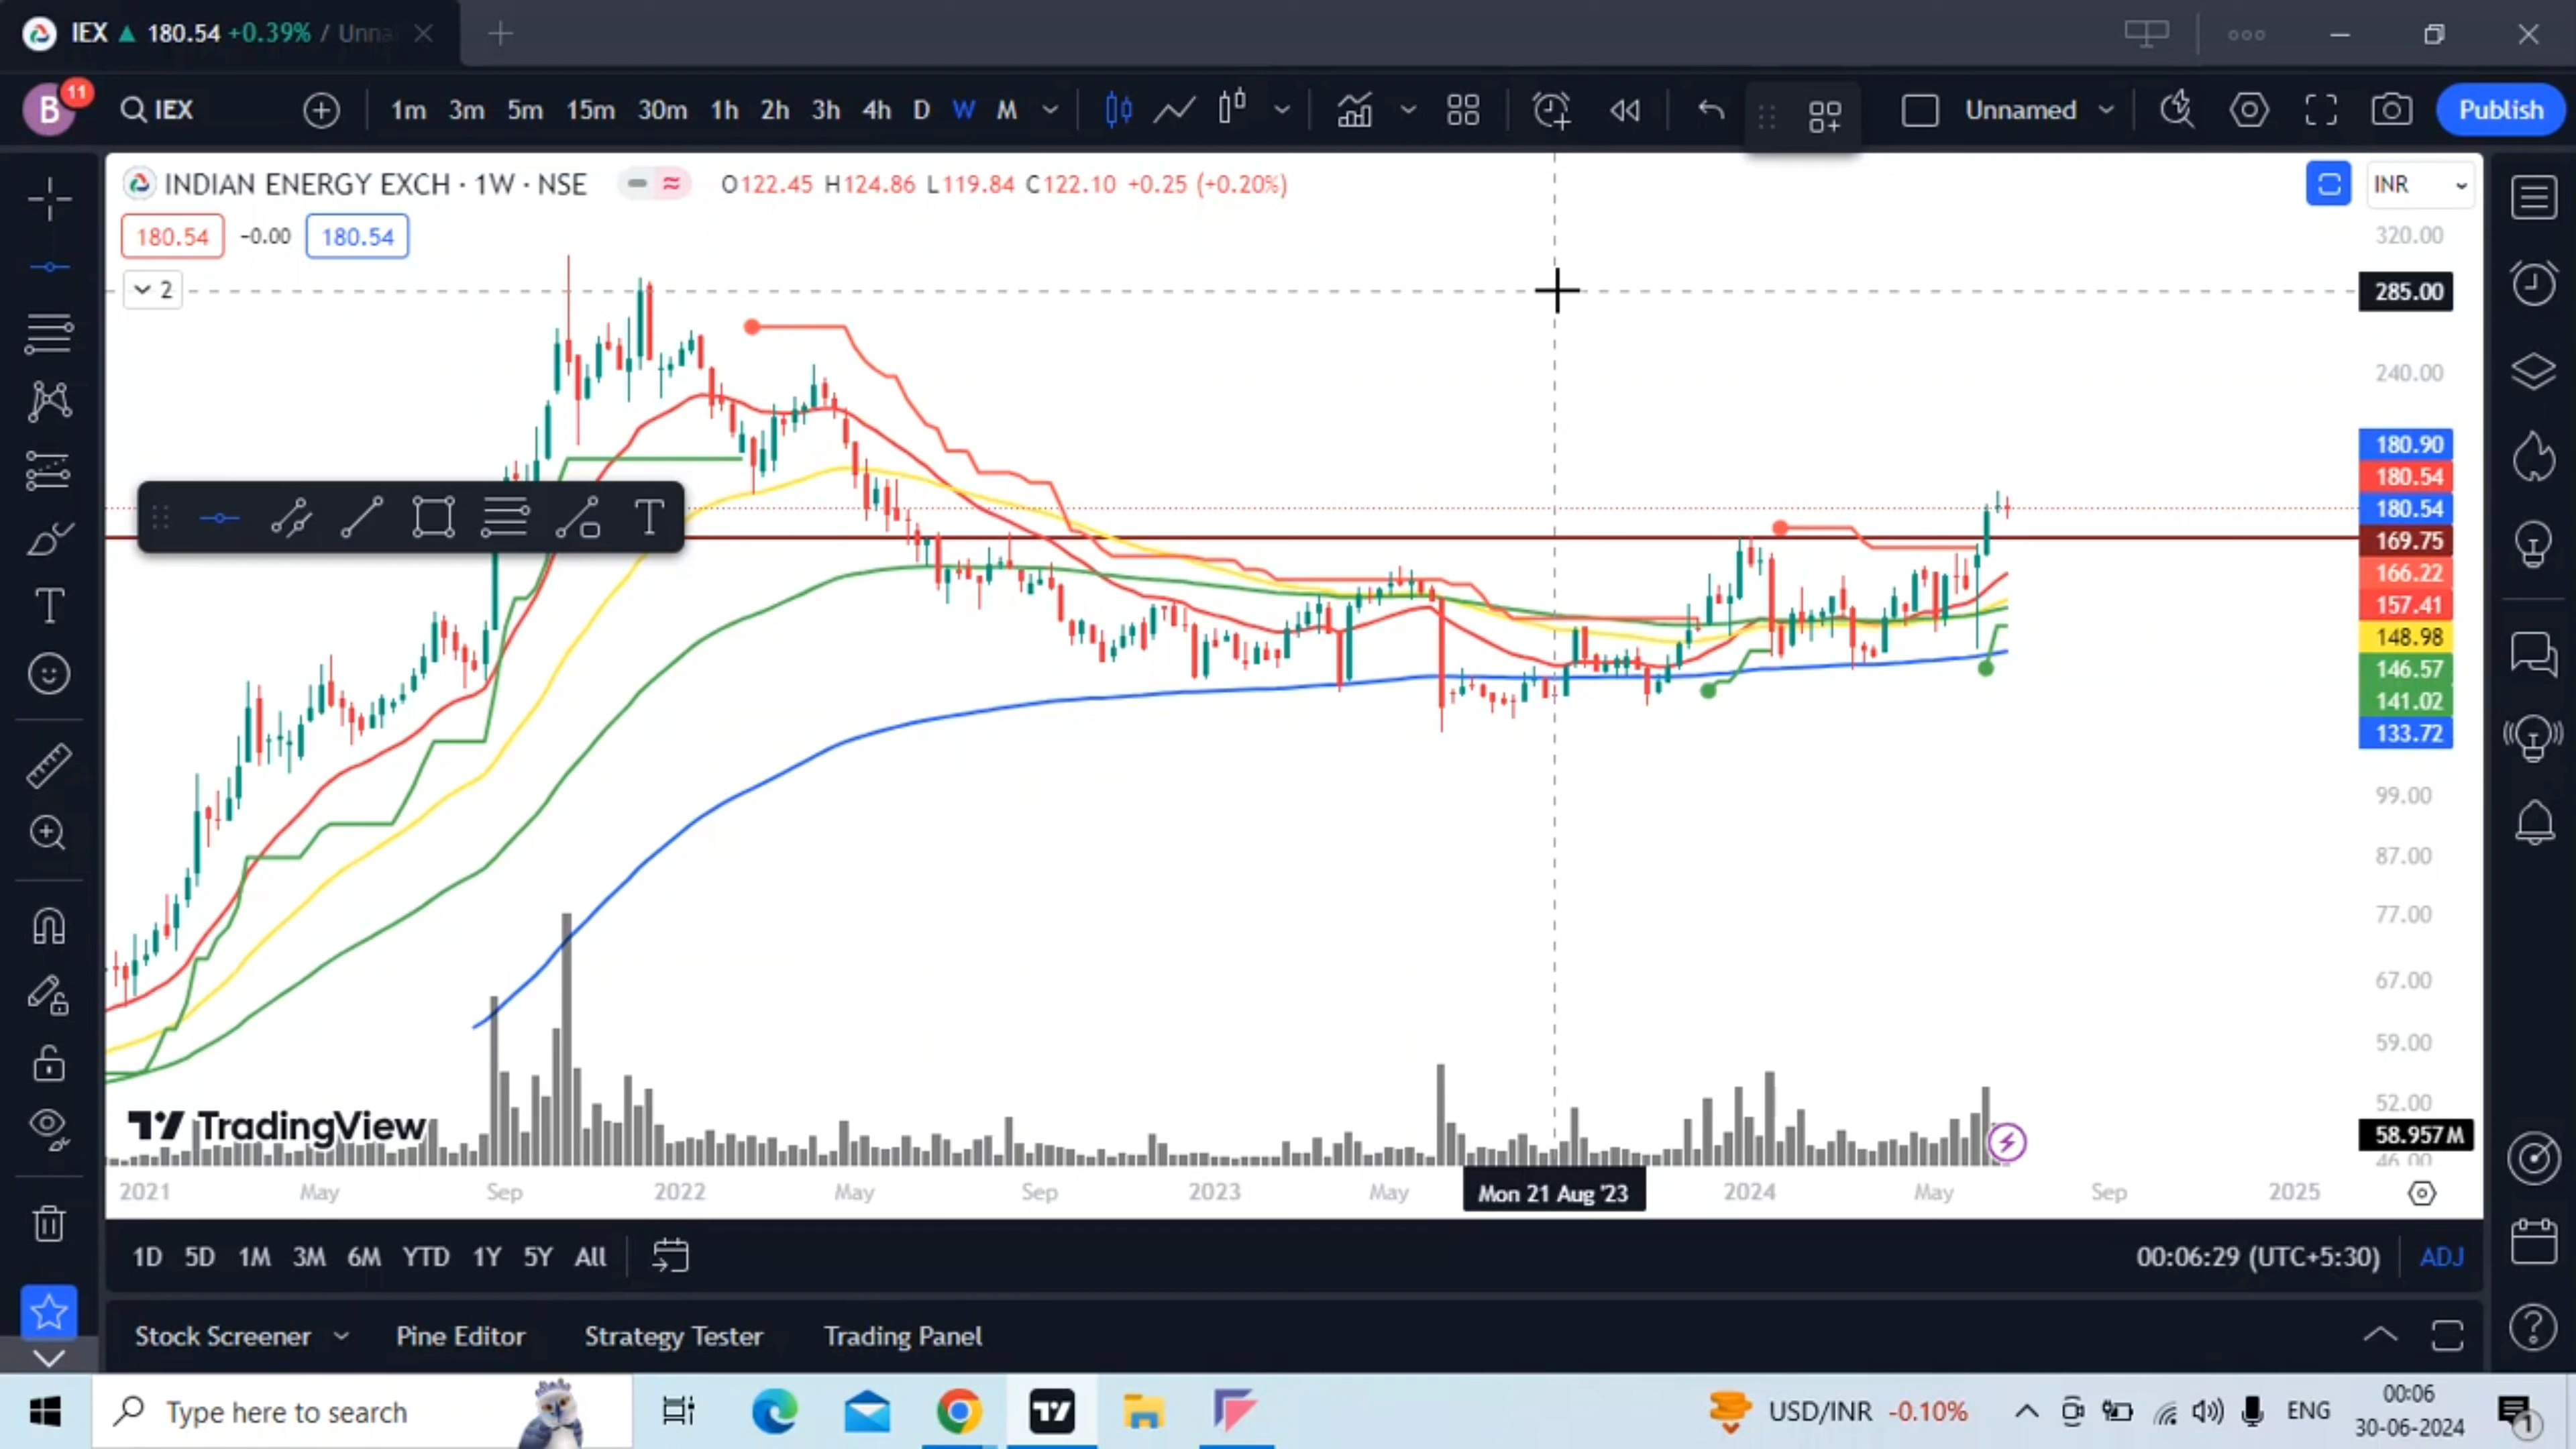 IEX 180.54 +0.39% / Unna
B 11 IEX 1m 3m 5m 15m 30m 1h 2h 3h 4h D W M Unnamed Publish
INDIAN ENERGY EXCH · 1W · NSE O122.45 H124.86 L119.84 C122.10 +0.25 (+0.20%) INR
180.54 -0.00 180.54
2
320.00
285.00
240.00
180.90
180.54
180.54
169.75
166.22
157.41
148.98
146.57
141.02
133.72
99.00
87.00
77.00
67.00
59.00
52.00
TradingView
58.957M
46.00
2021 May Sep 2022 May Sep 2023 May Mon 21 Aug '23 2024 May Sep 2025
1D 5D 1M 3M 6M YTD 1Y 5Y All 00:06:29 (UTC+5:30) ADJ
Stock Screener Pine Editor Strategy Tester Trading Panel
Type here to search USD/INR -0.10% ENG 00:06
30-06-2024 1